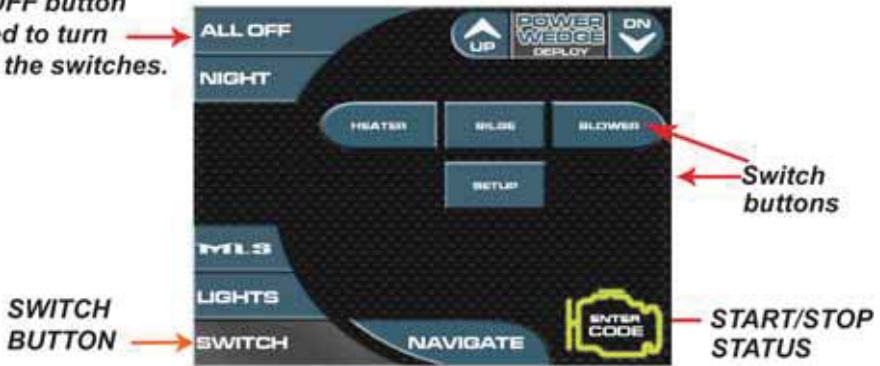 OFF button
ed to turn
the switches.
ALL OFF
NIGHT
UP
POWER
WEDGE
DEPLOY
DN
HEATER
BILGE
BLOWER
SETUP
Switch
buttons
MLS
LIGHTS
SWITCH
NAVIGATE
ENTER
CODE
SWITCH
BUTTON
START/STOP
STATUS